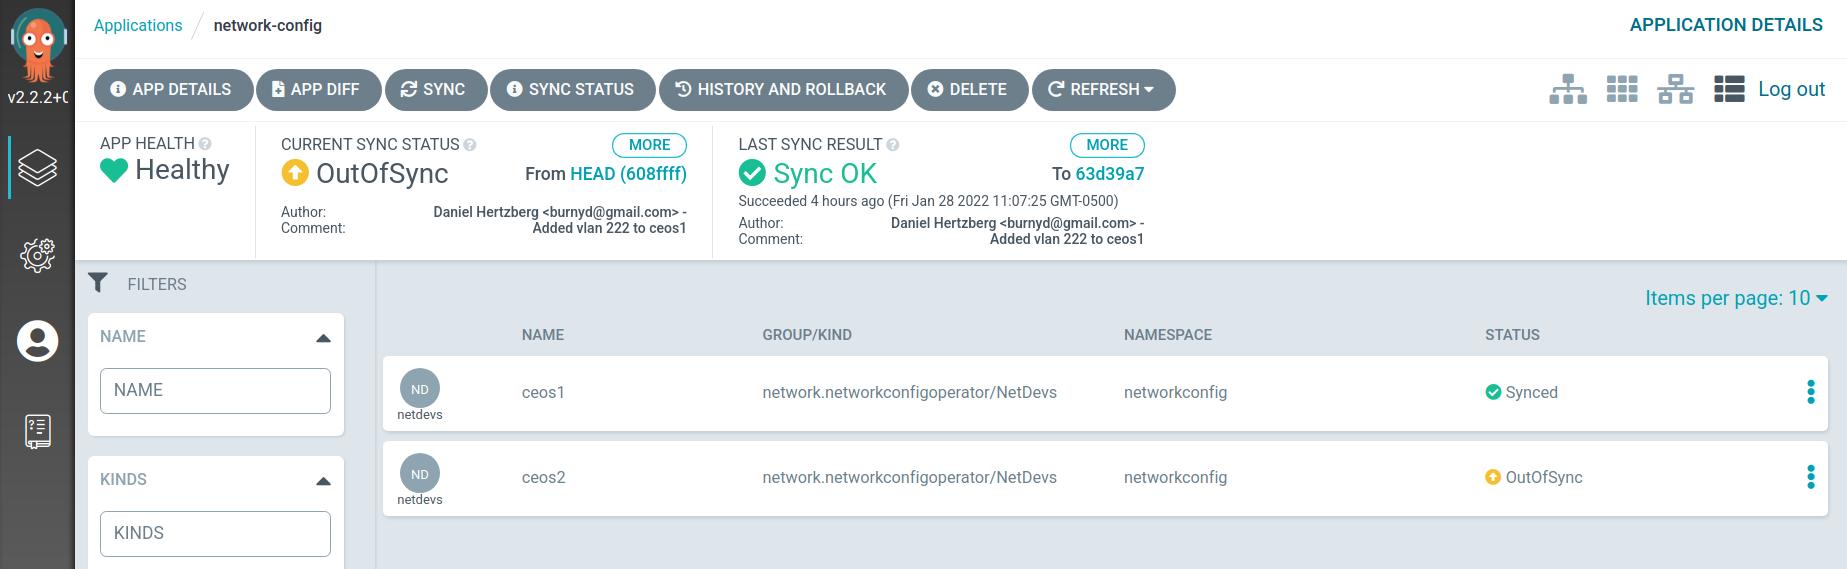 Applications / network-config
APPLICATION DETAILS
v2.2.2+0
APP DETAILS
APP DIFF
SYNC
SYNC STATUS
HISTORY AND ROLLBACK
DELETE
REFRESH
Log out
APP HEALTH
Healthy
CURRENT SYNC STATUS
MORE
OutOfSync
From HEAD (608ffff)
Author: Daniel Hertzberg <burnyd@gmail.com> -
Comment: Added vlan 222 to ceos1
LAST SYNC RESULT
MORE
Sync OK
To 63d39a7
Succeeded 4 hours ago (Fri Jan 28 2022 11:07:25 GMT-0500)
Author: Daniel Hertzberg <burnyd@gmail.com> -
Comment: Added vlan 222 to ceos1
FILTERS
NAME
NAME
KINDS
KINDS
Items per page: 10
NAME GROUP/KIND NAMESPACE STATUS
ND
netdevs
ceos1 network.networkconfigoperator/NetDevs networkconfig Synced
ND
netdevs
ceos2 network.networkconfigoperator/NetDevs networkconfig OutOfSync